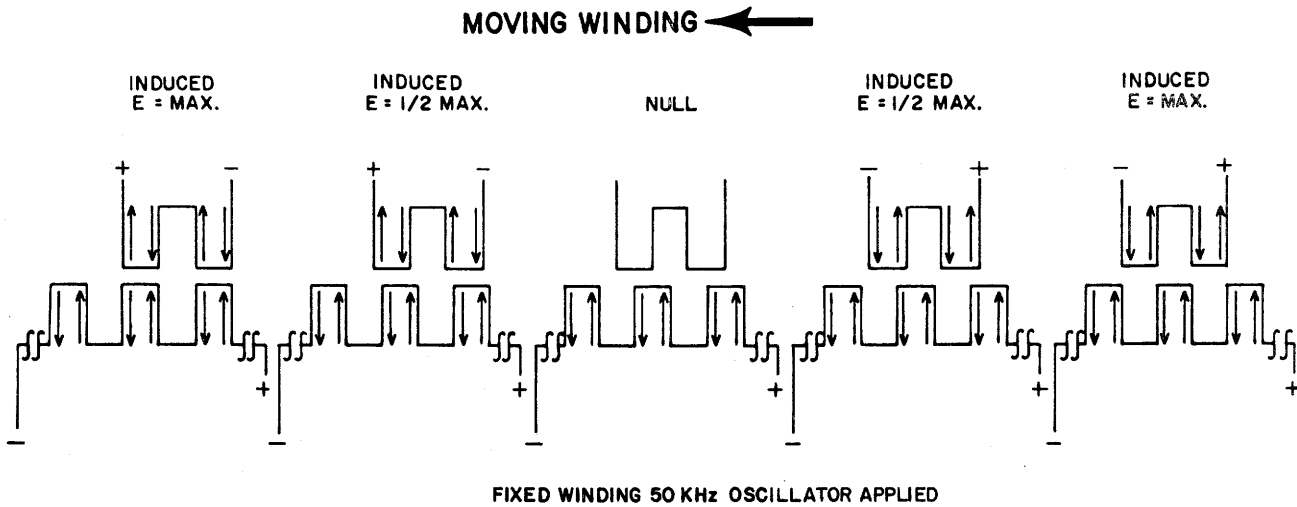 MOVING WINDING
INDUCED
E = MAX.
INDUCED
E = 1/2 MAX.
NULL
INDUCED
E = 1/2 MAX.
INDUCED
E = MAX.
+ −
+ −
− +
− +
+
+
+
+
+
−
−
−
−
−
FIXED WINDING 50 KHz OSCILLATOR APPLIED